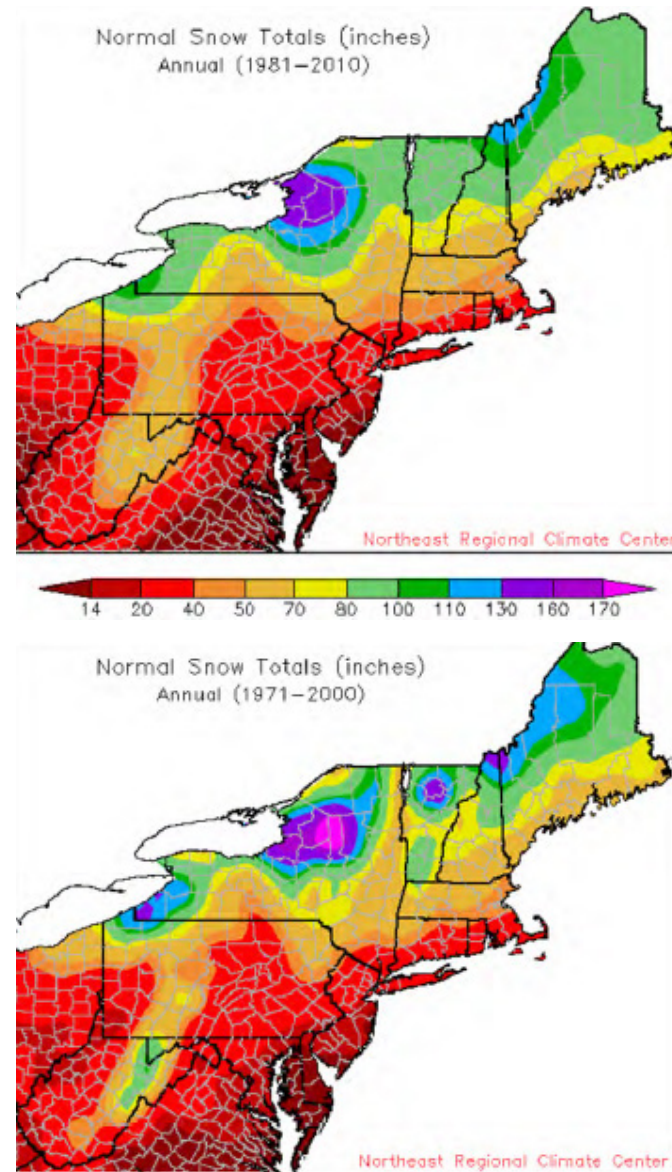 Normal Snow Totals (inches)
Annual (1981-2010)
Northeast Regional Climate Center
14 20 40 50 70 80 100 110 130 160 170
Normal Snow Totals (inches)
Annual (1971-2000)
Northeast Regional Climate Center